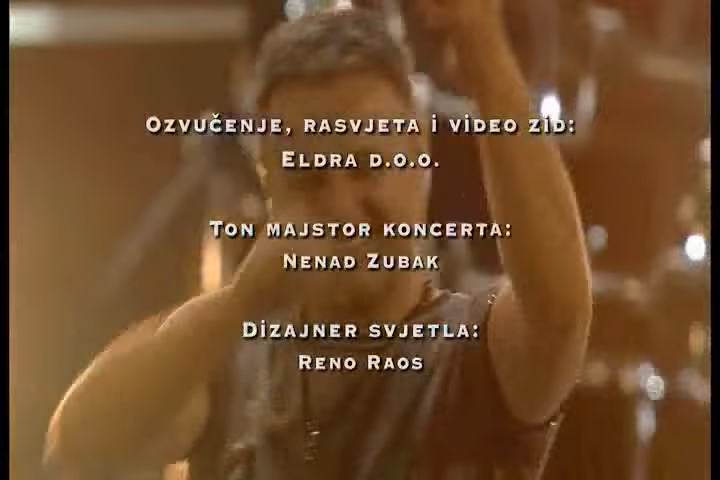 Ozvučenje, rasvjeta i video zid:
Eldra d.o.o.
Ton majstor koncerta:
Nenad Zubak
Dizajner svjetla:
Reno Raos